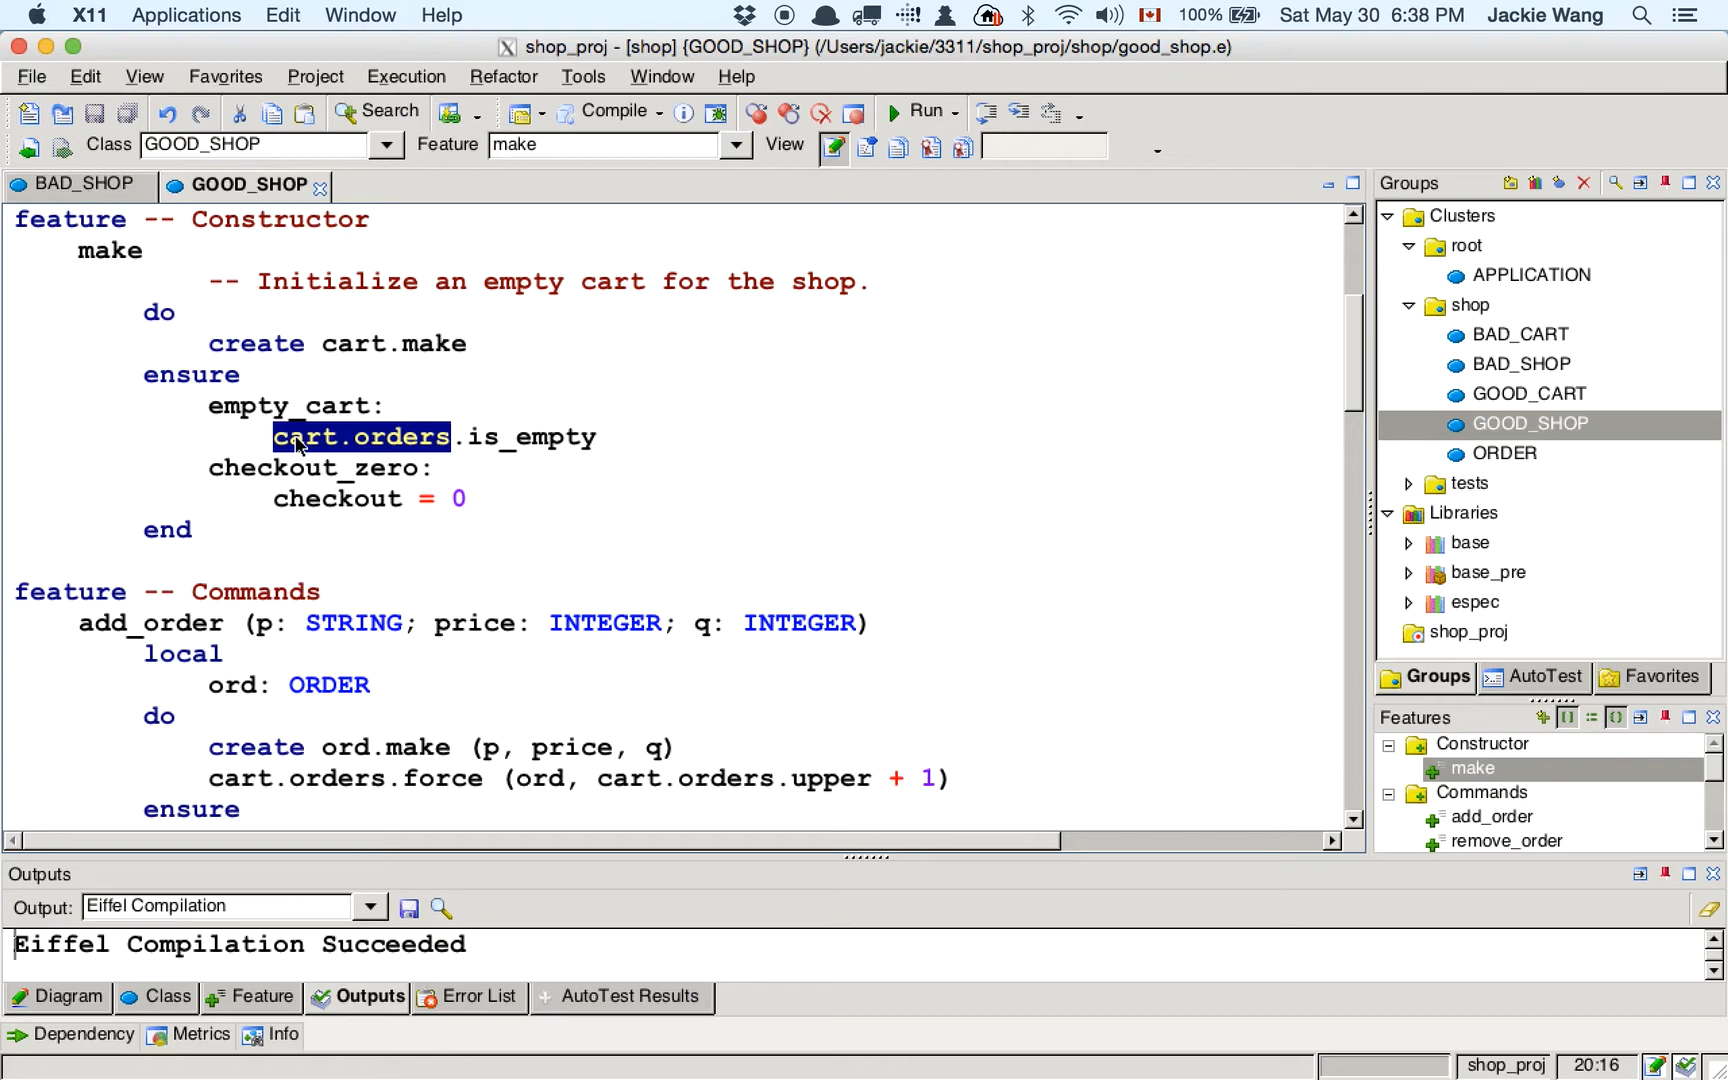 X11 Applications Edit Window Help 100% Sat May 30 6:38 PM Jackie Wang
shop_proj - [shop] {GOOD_SHOP} (/Users/jackie/3311/shop_proj/shop/good_shop.e)
File Edit View Favorites Project Execution Refactor Tools Window Help
Search Compile Run
Class GOOD_SHOP Feature make View
BAD_SHOP GOOD_SHOP
feature -- Constructor
make
-- Initialize an empty cart for the shop.
do
create cart.make
ensure
empty_cart:
cart.orders.is_empty
checkout_zero:
checkout = 0
end
feature -- Commands
add_order (p: STRING; price: INTEGER; q: INTEGER)
local
ord: ORDER
do
create ord.make (p, price, q)
cart.orders.force (ord, cart.orders.upper + 1)
ensure
Groups
Clusters
root
APPLICATION
shop
BAD_CART
BAD_SHOP
GOOD_CART
GOOD_SHOP
ORDER
tests
Libraries
base
base_pre
espec
shop_proj
Groups AutoTest Favorites
Features
Constructor
make
Commands
add_order
remove_order
Outputs
Output: Eiffel Compilation
Eiffel Compilation Succeeded
Diagram Class Feature Outputs Error List AutoTest Results
Dependency Metrics Info
shop_proj 20:16